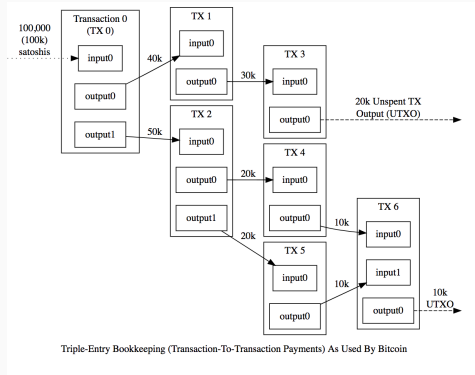 100,000
(100k)
satoshis
Transaction 0
(TX 0)
input0
output0
output1
40k
50k
TX 1
input0
output0
30k
TX 2
input0
output0
output1
20k
20k
TX 3
input0
output0
20k Unspent TX
Output (UTXO)
TX 4
input0
output0
10k
TX 5
input0
output0
10k
TX 6
input0
input1
output0
10k
UTXO
Triple-Entry Bookkeeping (Transaction-To-Transaction Payments) As Used By Bitcoin